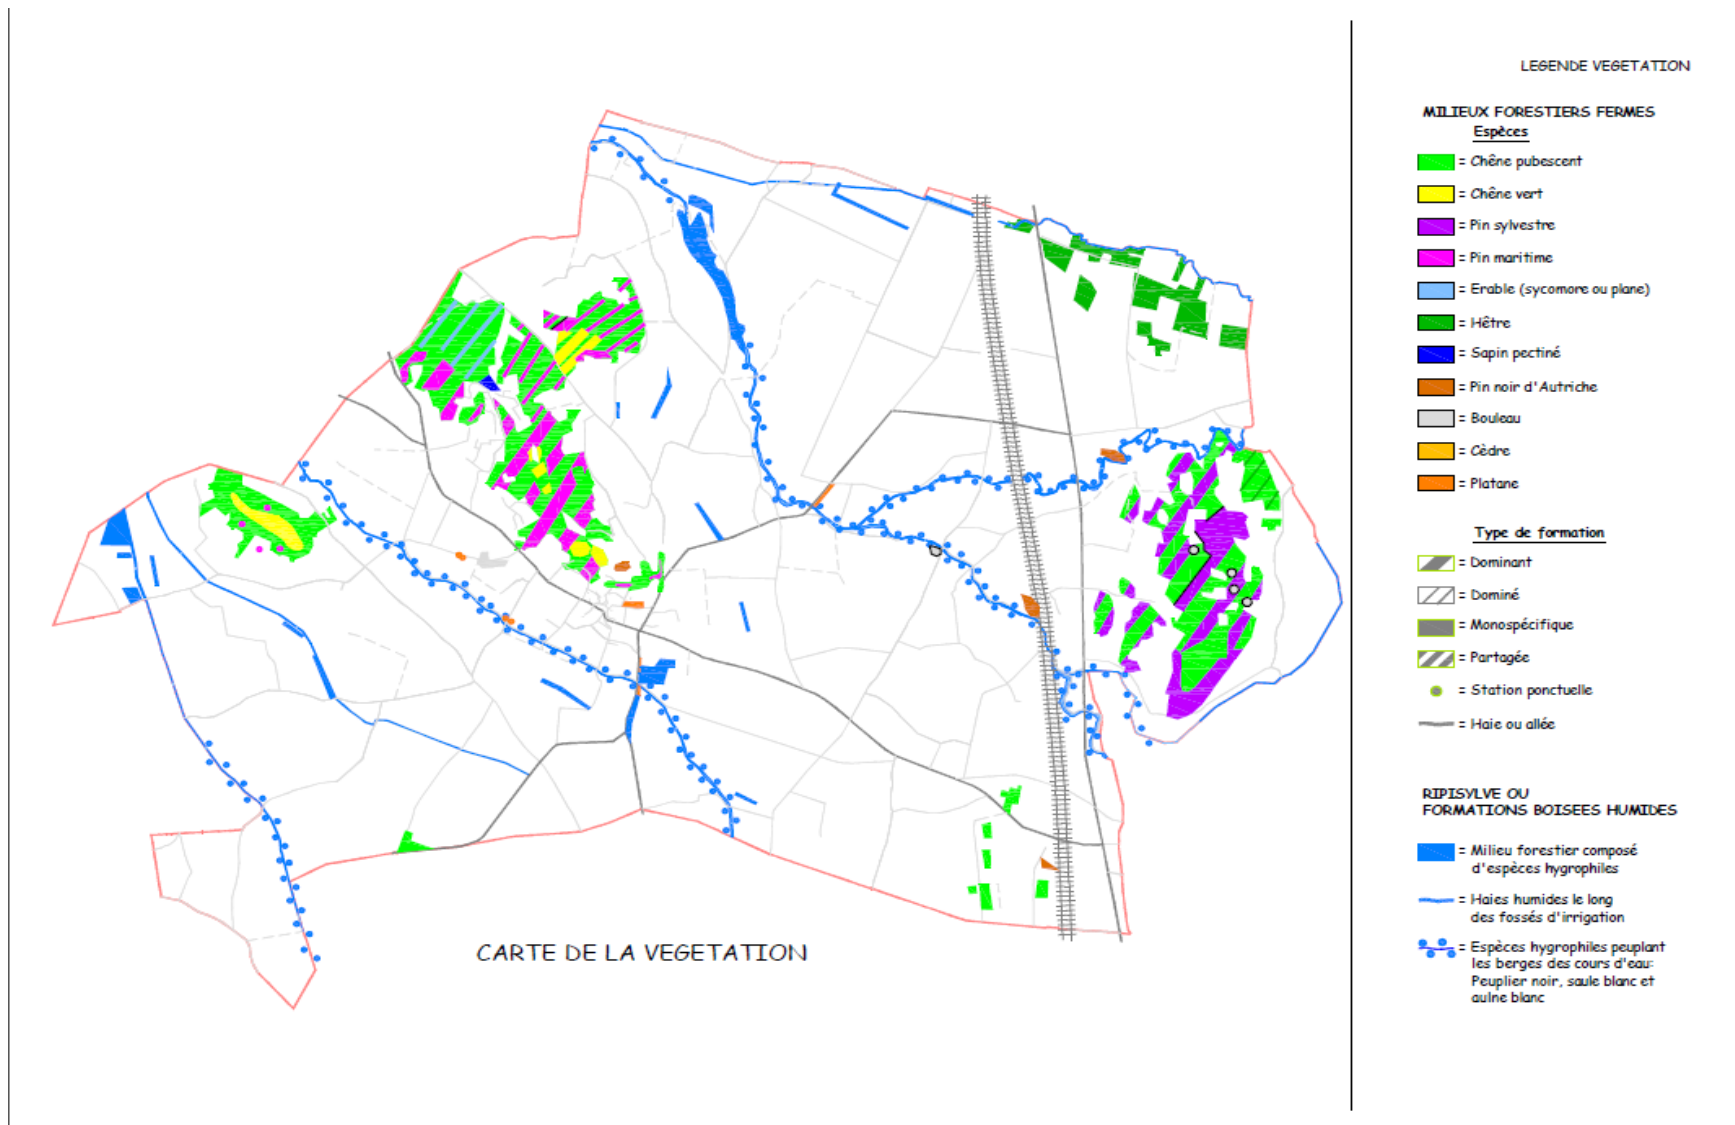 LEGENDE VEGETATION
MILIEUX FORESTIERS FERMES
Espèces
= Chêne pubescent
= Chêne vert
= Pin sylvestre
= Pin maritime
= Erable (sycomore ou plane)
= Hêtre
= Sapin pectiné
= Pin noir d'Autriche
= Bouleau
= Cèdre
= Platane
Type de formation
= Dominant
= Dominé
= Monospécifique
= Partagée
= Station ponctuelle
= Haie ou allée
RIPISYLVE OU
FORMATIONS BOISEES HUMIDES
= Milieu forestier composé
d'espèces hygrophiles
= Haies humides le long
des fossés d'irrigation
= Espèces hygrophiles peuplant
les berges des cours d'eau:
Peuplier noir, saule blanc et
aulne blanc
CARTE DE LA VEGETATION